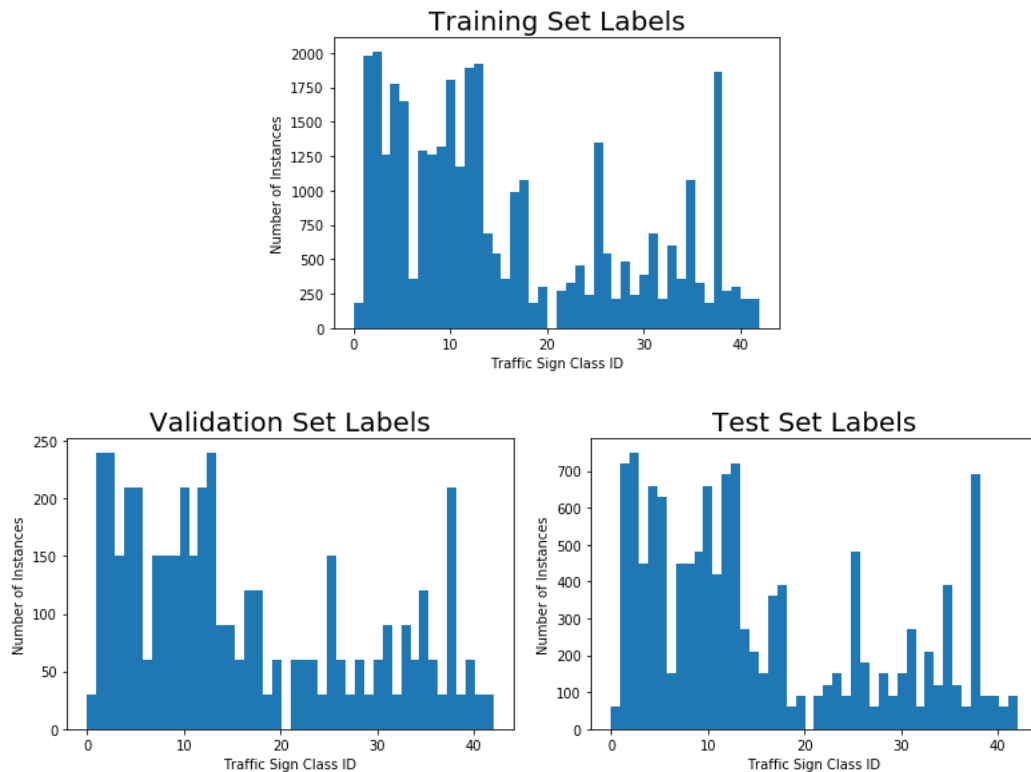 Training Set Labels
2000
1750
1500
1250
1000
750
500
250
0
Number of Instances
0 10 20 30 40
Traffic Sign Class ID
Validation Set Labels
250
200
150
100
50
0
Number of Instances
0 10 20 30 40
Traffic Sign Class ID
Test Set Labels
700
600
500
400
300
200
100
0
Number of Instances
0 10 20 30 40
Traffic Sign Class ID